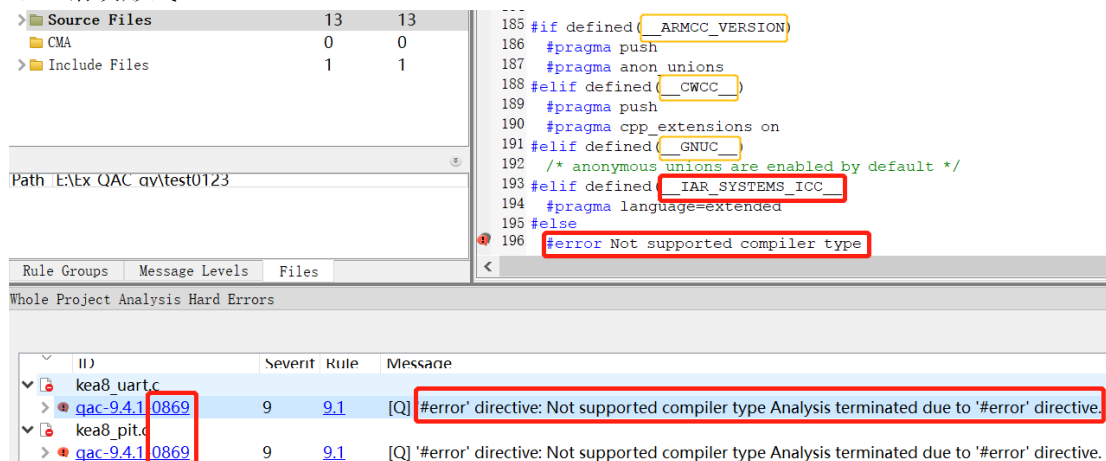 Source Files 13 13
CMA 0 0
Include Files 1 1
Path E:\Ex_QAC_qy\test0123
Rule Groups Message Levels Files
185 #if defined(__ARMCC_VERSION)
186 #pragma push
187 #pragma anon_unions
188 #elif defined(__CWCC__)
189 #pragma push
190 #pragma cpp_extensions on
191 #elif defined(__GNUC__)
192 /* anonymous unions are enabled by default */
193 #elif defined(__IAR_SYSTEMS_ICC__
194 #pragma language=extended
195 #else
196 #error Not supported compiler type
Whole Project Analysis Hard Errors
ID Severit Rule Message
kea8_uart.c
qac-9.4.1-0869 9 9.1 [Q] '#error' directive: Not supported compiler type Analysis terminated due to '#error' directive.
kea8_pit.c
qac-9.4.1-0869 9 9.1 [Q] '#error' directive: Not supported compiler type Analysis terminated due to '#error' directive.